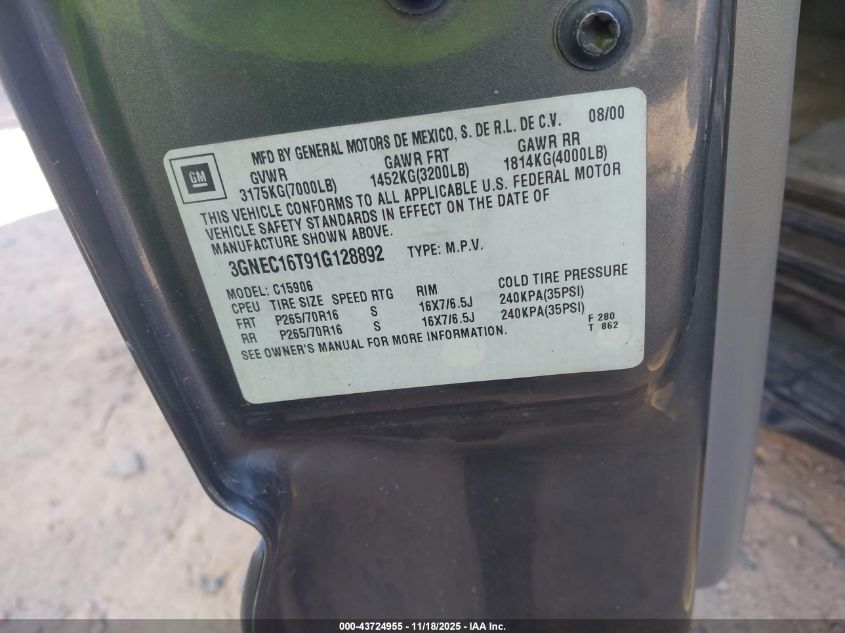 GM
MFD BY GENERAL MOTORS DE MEXICO, S. DE R.L. DE C.V. 08/00
GVWR GAWR FRT GAWR RR
3175KG(7000LB) 1452KG(3200LB) 1814KG(4000LB)
THIS VEHICLE CONFORMS TO ALL APPLICABLE U.S. FEDERAL MOTOR
VEHICLE SAFETY STANDARDS IN EFFECT ON THE DATE OF
MANUFACTURE SHOWN ABOVE.
3GNEC16T91G128892 TYPE: M.P.V.
MODEL: C15906
CPEU TIRE SIZE SPEED RTG RIM COLD TIRE PRESSURE
FRT P265/70R16 S 16X7/6.5J 240KPA(35PSI)
RR P265/70R16 S 16X7/6.5J 240KPA(35PSI)
SEE OWNER'S MANUAL FOR MORE INFORMATION.
F 280
T 862
000-43724955 - 11/18/2025 - IAA Inc.